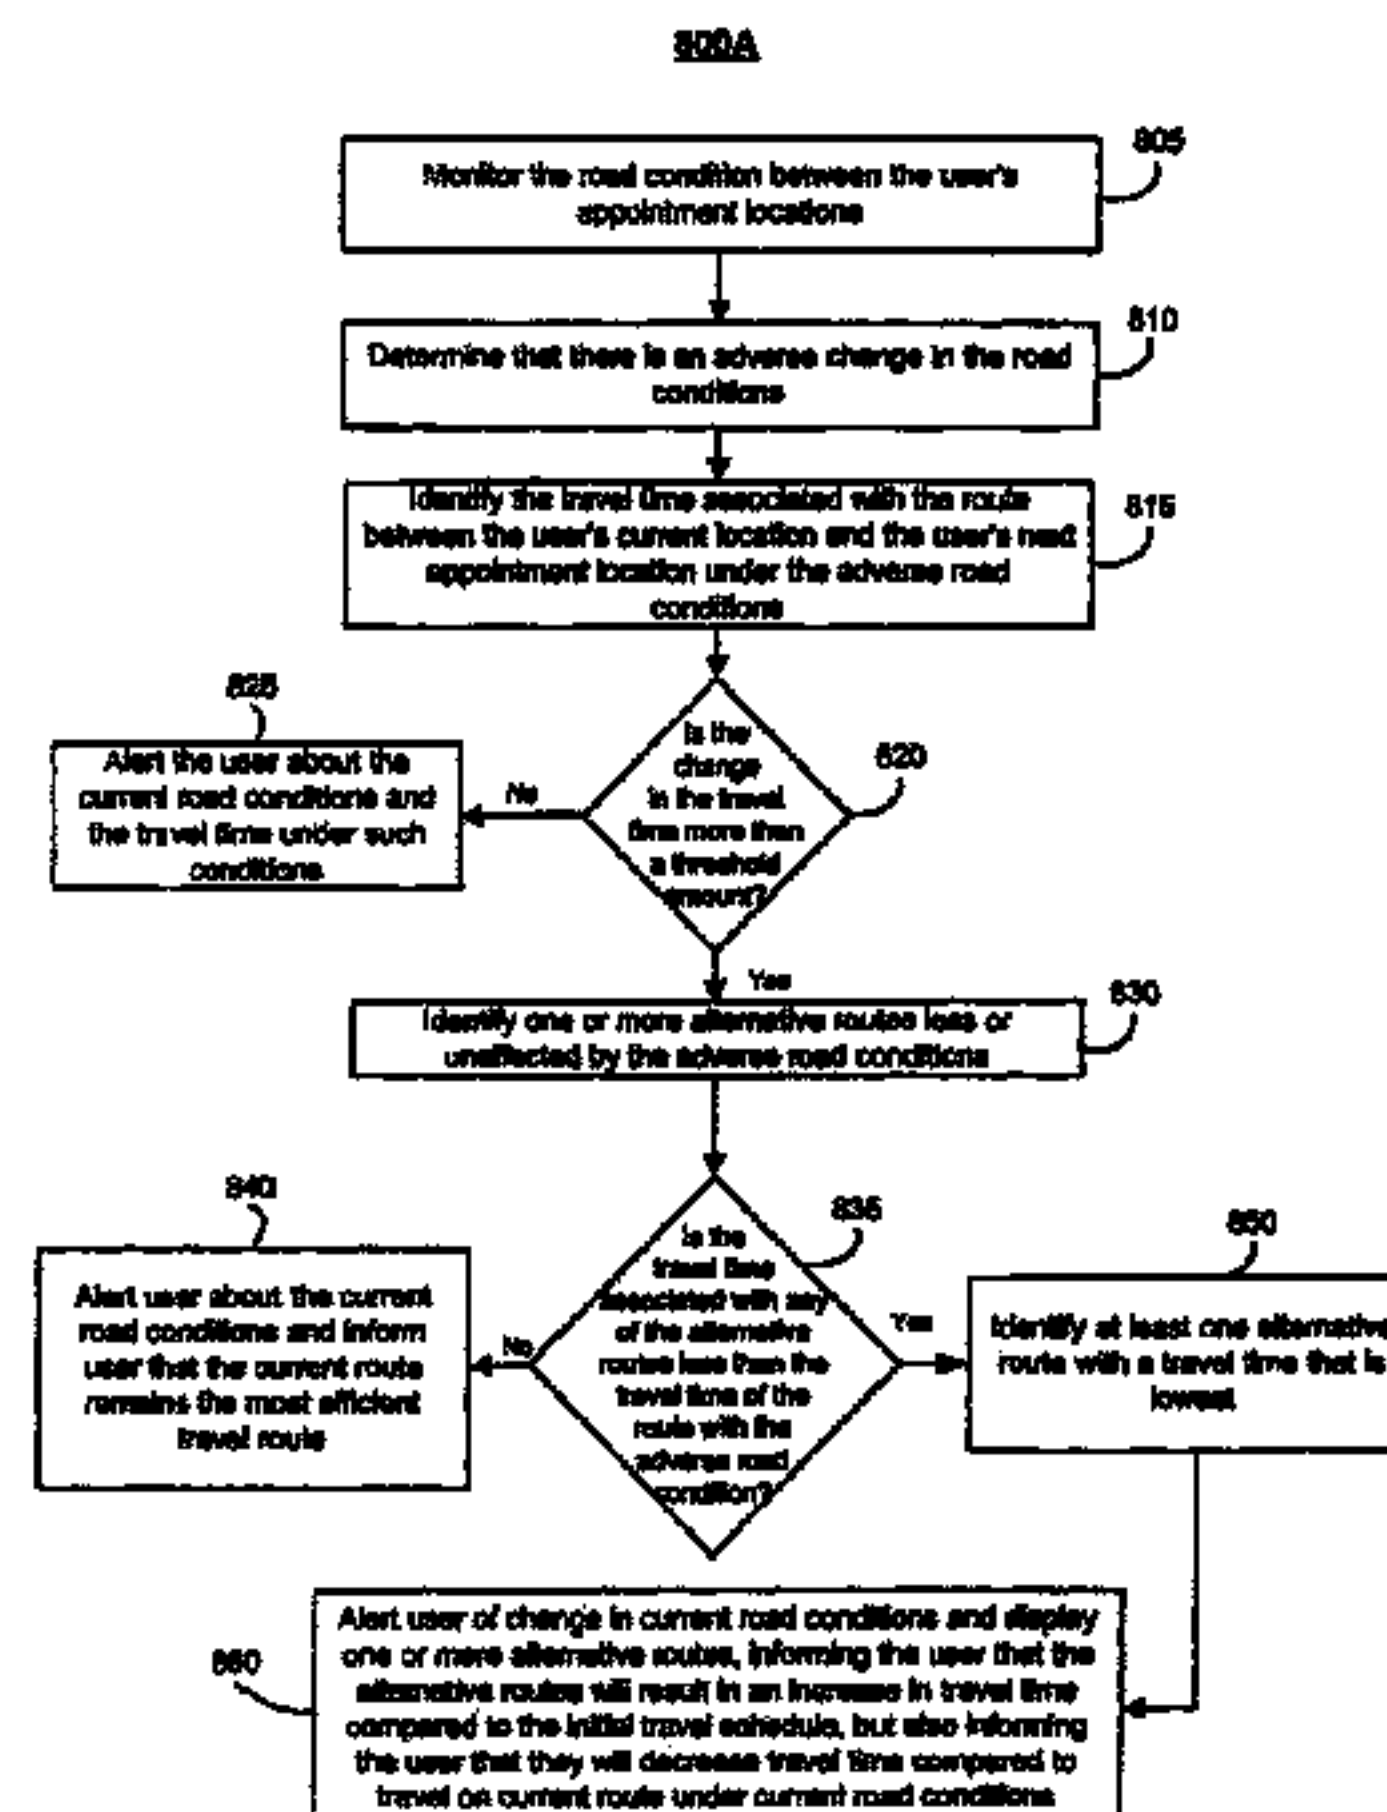 800A
805
Monitor the road condition between the user's
appointment locations
810
Determine that there is an adverse change in the road
conditions
815
Identify the travel time associated with the route
between the user's current location and the user's next
appointment location under the adverse road
conditions
825
Alert the user about the
current road conditions and
the travel time under such
conditions
No
Is the
change
in the travel
time more than
a threshold
amount?
820
Yes
830
Identify one or more alternative routes less or
unaffected by the adverse road conditions
840
Alert user about the current
road conditions and inform
user that the current route
remains the most efficient
travel route
No
835
Is the
travel time
associated with any
of the alternative
routes less than the
travel time of the
route with the
adverse road
condition?
Yes
850
Identify at least one alternative
route with a travel time that is
lowest
860
Alert user of change in current road conditions and display
one or more alternative routes, informing the user that the
alternative routes will result in an increase in travel time
compared to the initial travel schedule, but also informing
the user that they will decrease travel time compared to
travel on current route under current road conditions